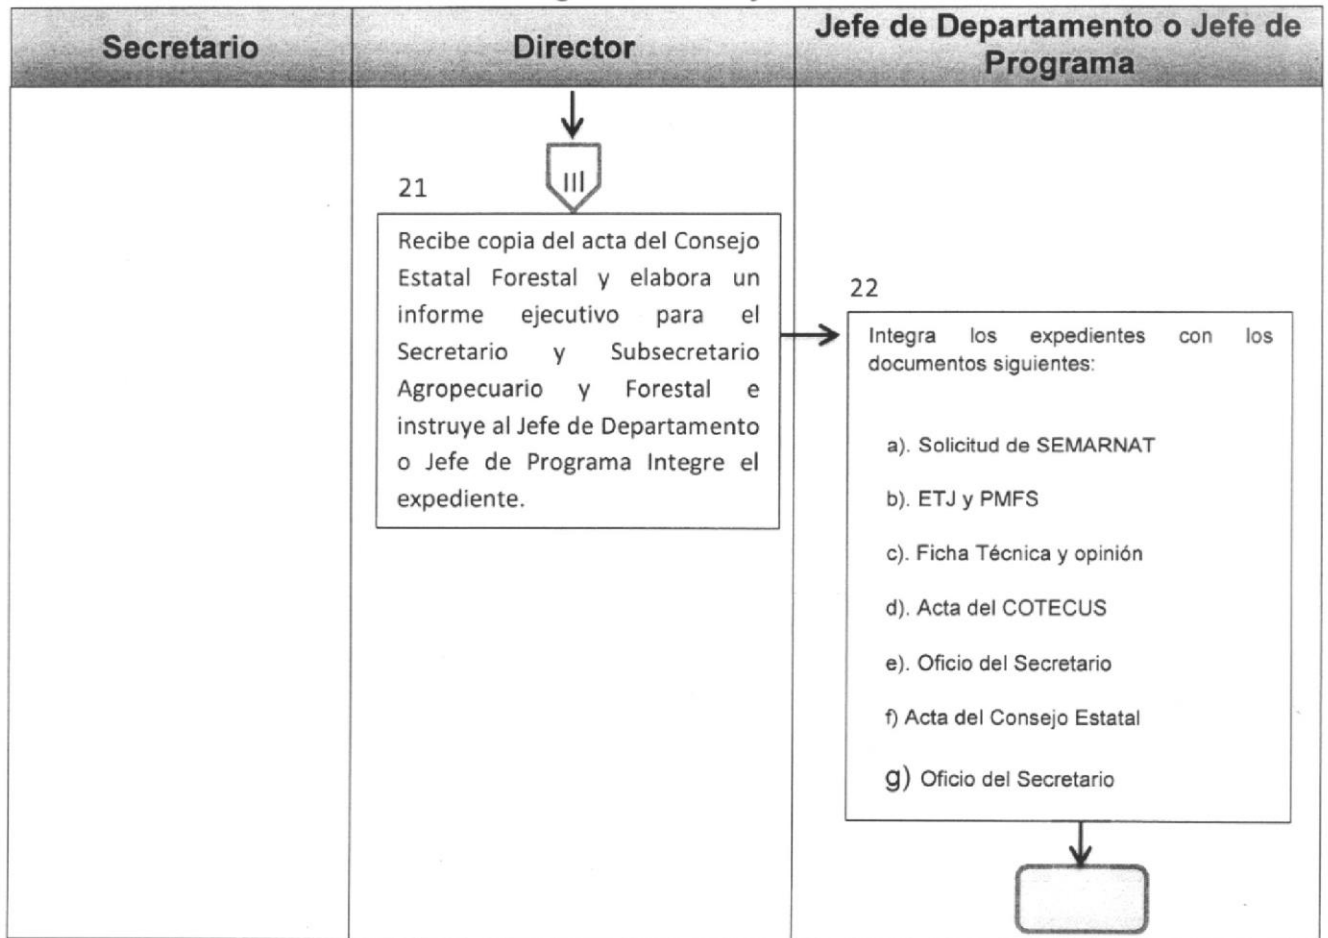 Secretario
Director
Jefe de Departamento o Jefe de
Programa
III
21
Recibe copia del acta del Consejo
Estatal Forestal y elabora un
informe ejecutivo para el
Secretario y Subsecretario
Agropecuario y Forestal e
instruye al Jefe de Departamento
o Jefe de Programa Integre el
expediente.
22
Integra los expedientes con los
documentos siguientes:
a). Solicitud de SEMARNAT
b). ETJ y PMFS
c). Ficha Técnica y opinión
d). Acta del COTECUS
e). Oficio del Secretario
f) Acta del Consejo Estatal
g) Oficio del Secretario